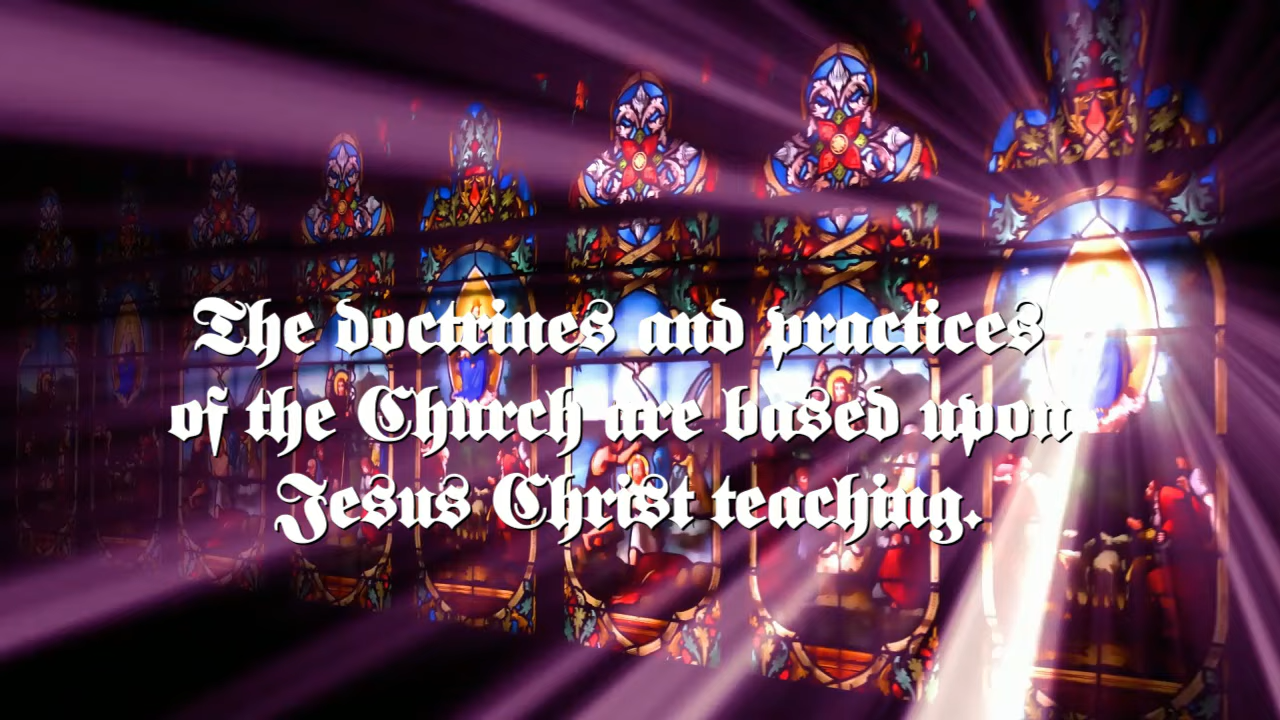 The doctrines and practices
of the Church are based upon
Jesus Christ teaching.